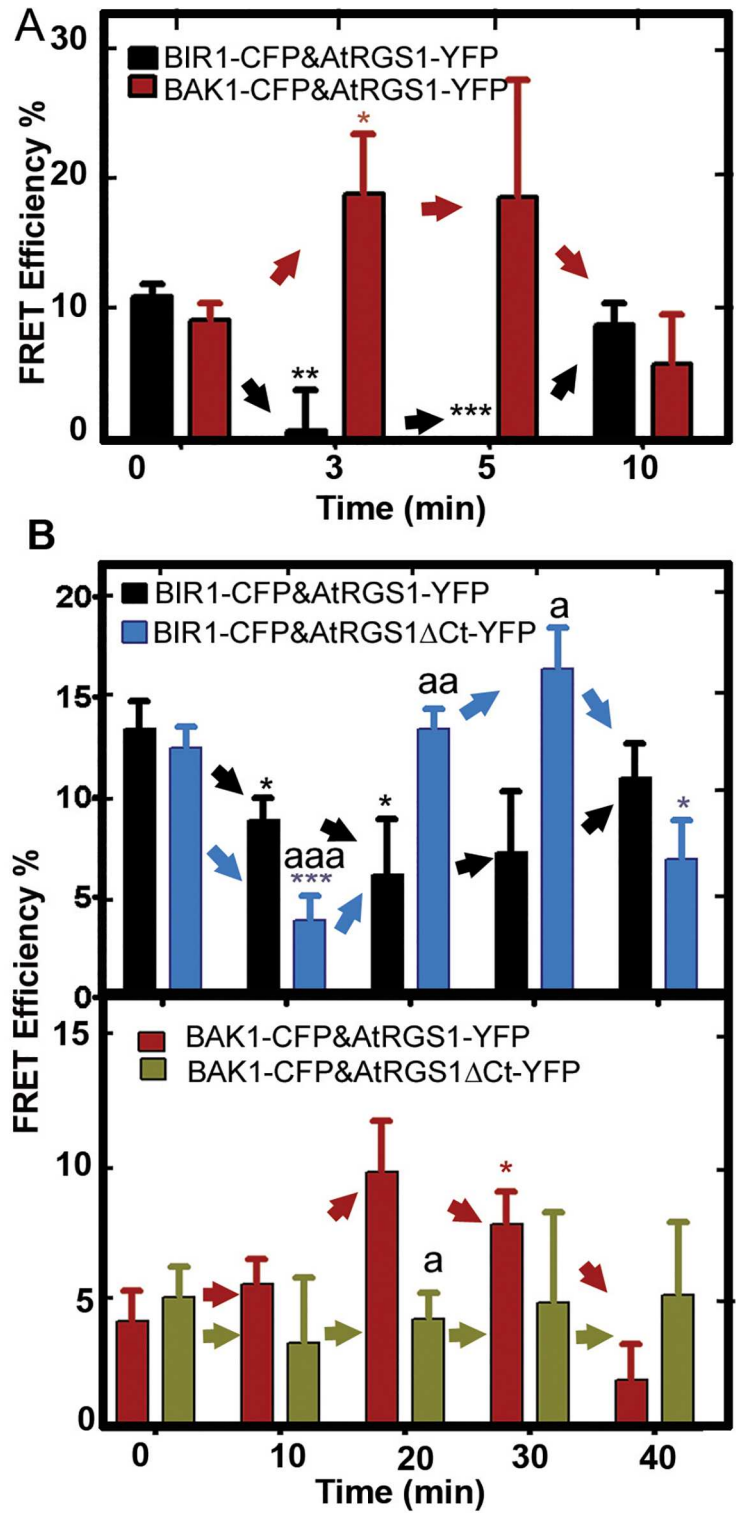 A
30
BIR1-CFP&AtRGS1-YFP
BAK1-CFP&AtRGS1-YFP
*
20
10
**
***
0
0 3 5 10
FRET Efficiency %
Time (min)
B
20
BIR1-CFP&AtRGS1-YFP
BIR1-CFP&AtRGS1ΔCt-YFP
a
aa
15
10
*
*
*
aaa
***
5
0
FRET Efficiency %
15
BAK1-CFP&AtRGS1-YFP
BAK1-CFP&AtRGS1ΔCt-YFP
10
*
a
5
0
0 10 20 30 40
Time (min)